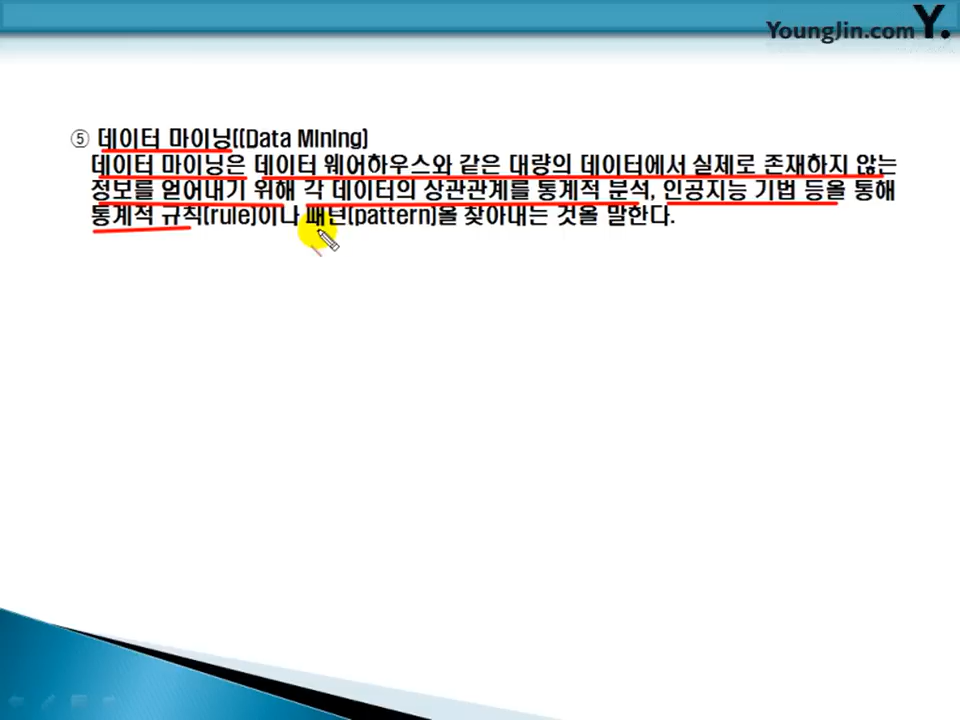 YoungJin.com Y.
⑤ 데이터 마이닝((Data Mining)
데이터 마이닝은 데이터 웨어하우스와 같은 대량의 데이터에서 실제로 존재하지 않는
정보를 얻어내기 위해 각 데이터의 상관관계를 통계적 분석, 인공지능 기법 등을 통해
통계적 규칙(rule)이나 패턴(pattern)을 찾아내는 것을 말한다.